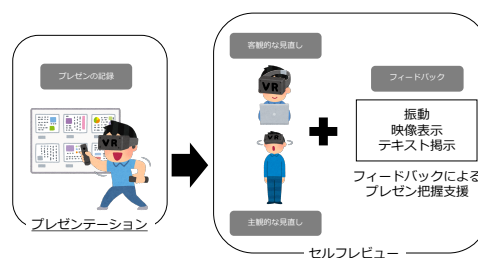 プレゼンの記録
VR
プレゼンテーション
客観的な見直し
VR
主観的な見直し
フィードバック
振動
映像表示
テキスト掲示
フィードバックによる
プレゼン把握支援
セルフレビュー